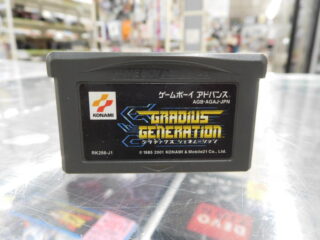 ゲームボーイ アドバンス
AGB-AGAJ-JPN
KONAMI
GRADIUS
GENERATION
グラディウス ジェネレーション
RK256-J1
© 1985 2001 KONAMI & Mobile21 Co., Ltd.
DEVO